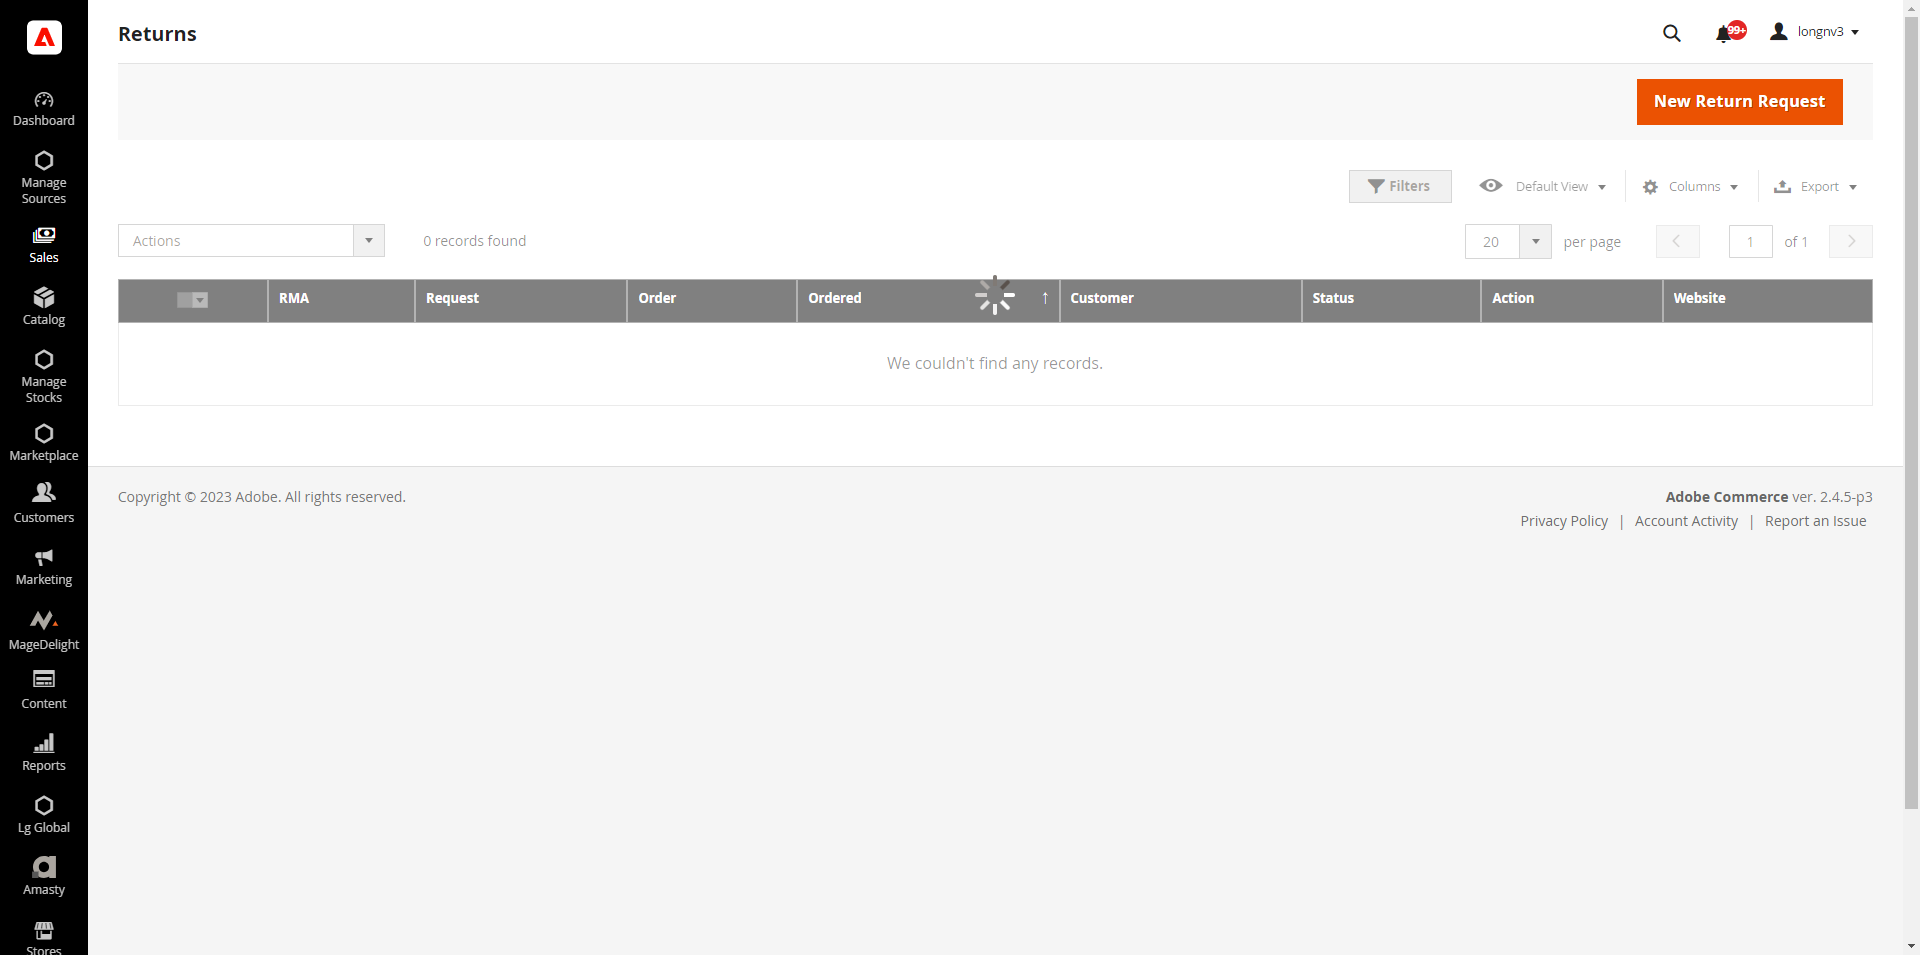 Returns
99+
longnv3
New Return Request
Dashboard
Manage
Sources
Sales
Catalog
Manage
Stocks
Marketplace
Customers
Marketing
MageDelight
Content
Reports
Lg Global
Amasty
Stores
Filters
Default View
Columns
Export
Actions
0 records found
20
per page
1
of 1
RMA
Request
Order
Ordered ↑
Customer
Status
Action
Website
We couldn't find any records.
Copyright © 2023 Adobe. All rights reserved.
Adobe Commerce ver. 2.4.5-p3
Privacy Policy | Account Activity | Report an Issue